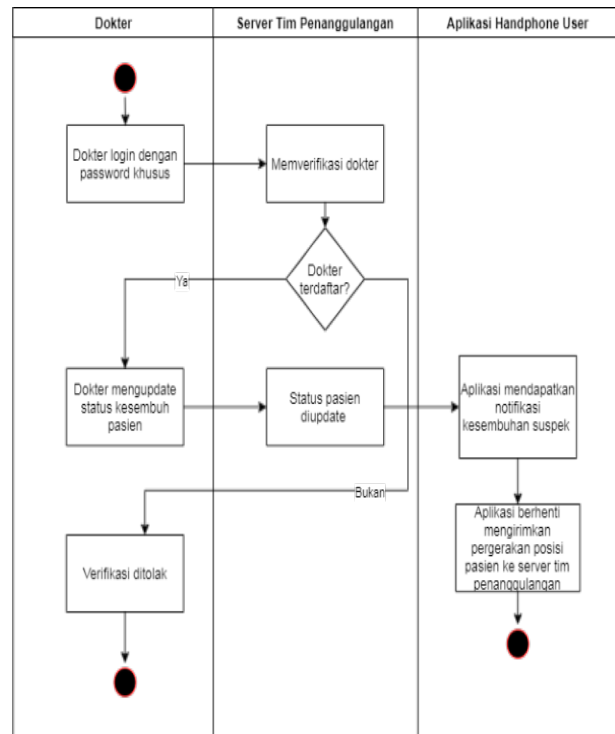 Dokter
Server Tim Penanggulangan
Aplikasi Handphone User
Dokter login dengan
password khusus
Memverifikasi dokter
Dokter
terdaftar?
Ya
Dokter mengupdate
status kesembuh
pasien
Status pasien
diupdate
Aplikasi mendapatkan
notifikasi
kesembuhan suspek
Bukan
Verifikasi ditolak
Aplikasi berhenti
mengirimkan
pergerakan posisi
pasien ke server tim
penanggulangan